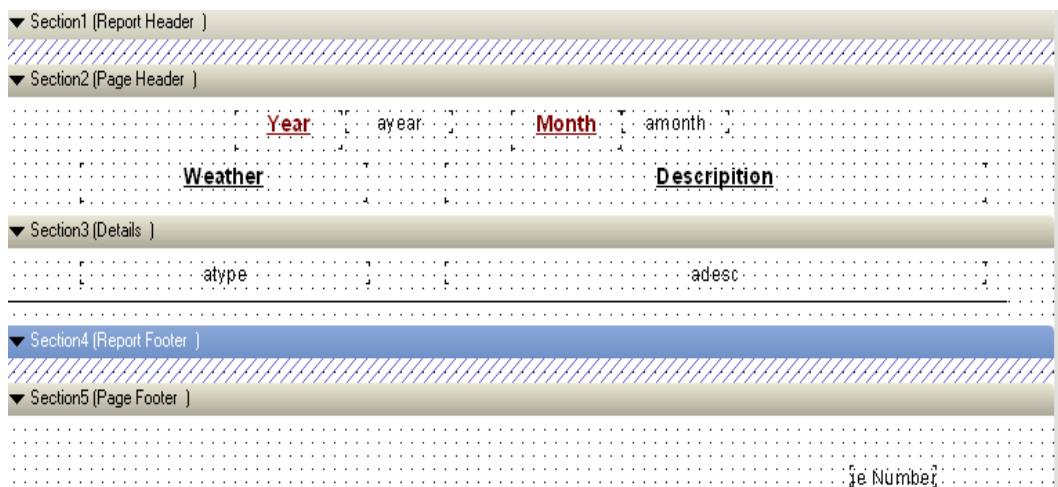 Section1 (Report Header )
Section2 (Page Header )
Year ayear Month amonth
Weather Descripition
Section3 (Details )
atype adesc
Section4 (Report Footer )
Section5 (Page Footer )
Number